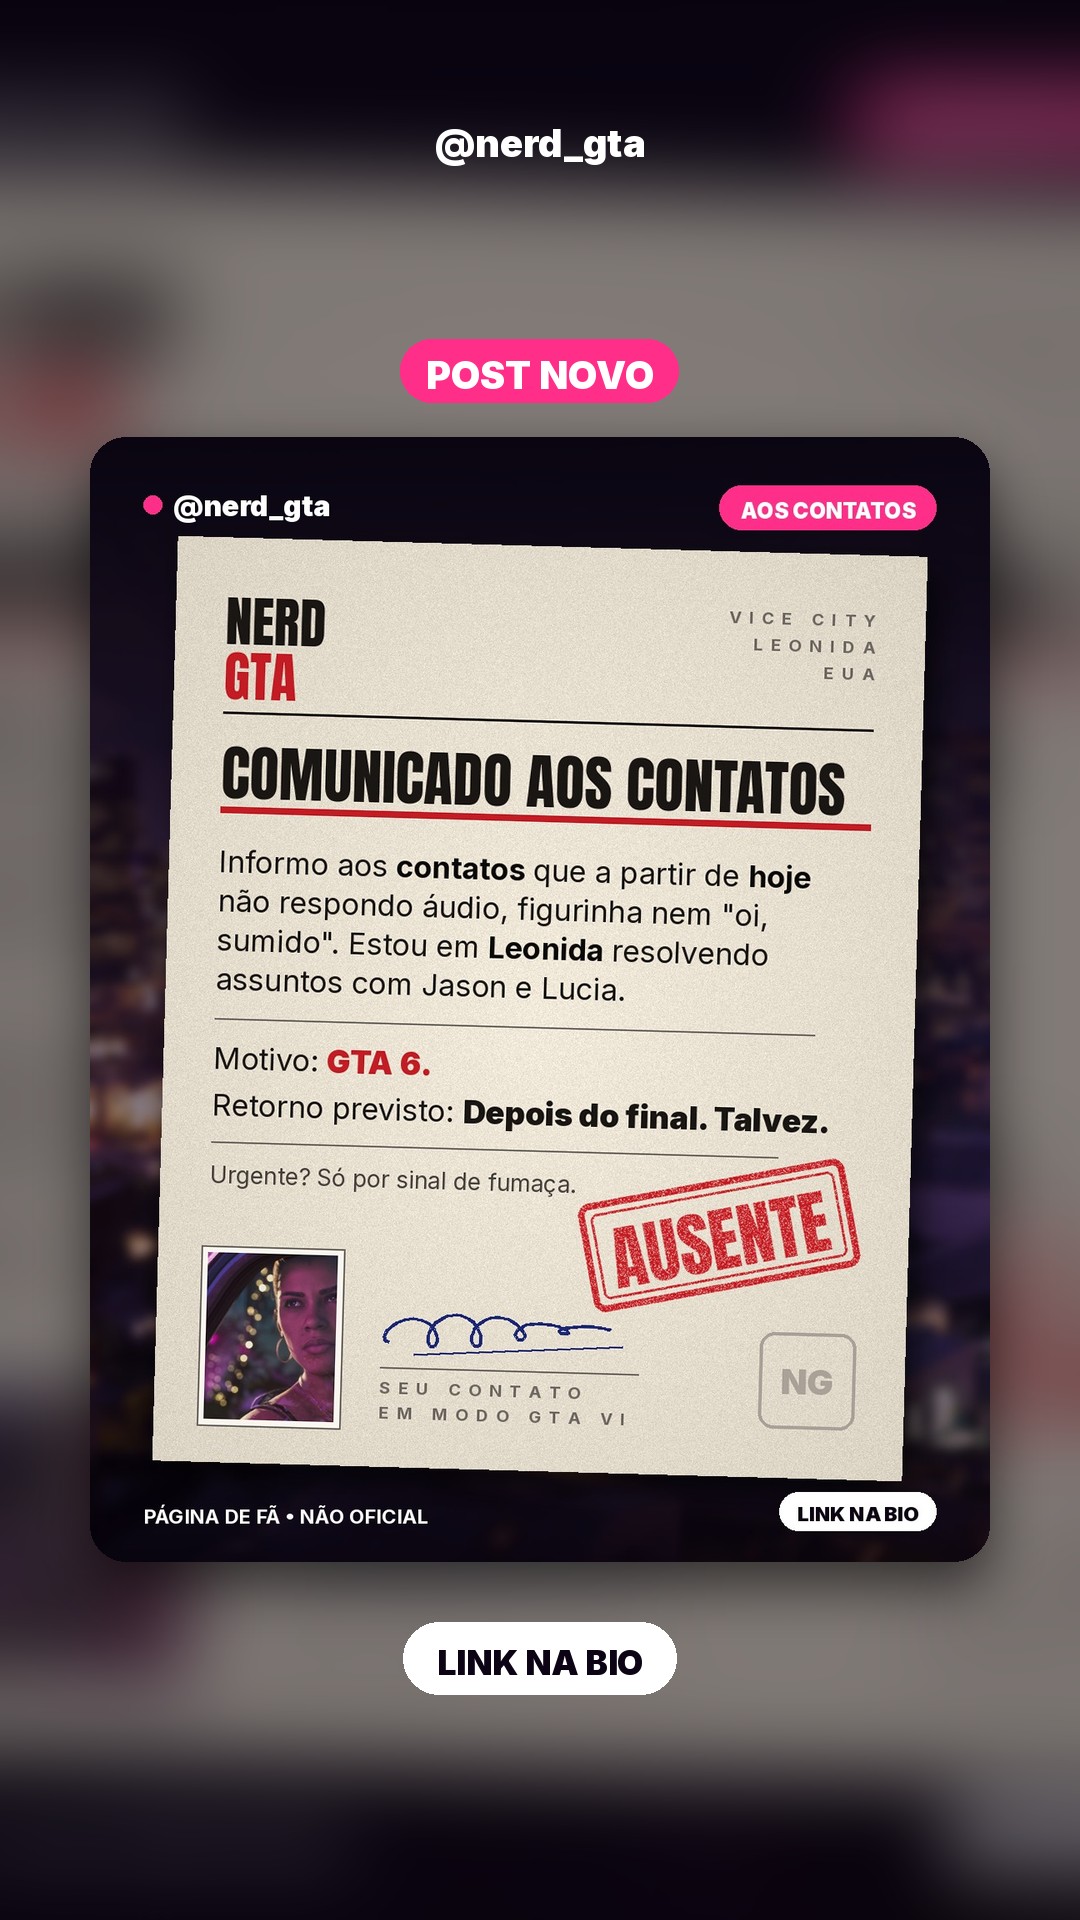 @nerd_gta
POST NOVO
@nerd_gta
AOS CONTATOS
NERD
GTA
VICE CITY
LEONIDA
EUA
COMUNICADO AOS CONTATOS
Informo aos contatos que a partir de hoje
não respondo áudio, figurinha nem "oi,
sumido". Estou em Leonida resolvendo
assuntos com Jason e Lucia.
Motivo: GTA 6.
Retorno previsto: Depois do final. Talvez.
Urgente? Só por sinal de fumaça.
AUSENTE
SEU CONTATO
EM MODO GTA VI
NG
PÁGINA DE FÃ • NÃO OFICIAL
LINK NA BIO
LINK NA BIO